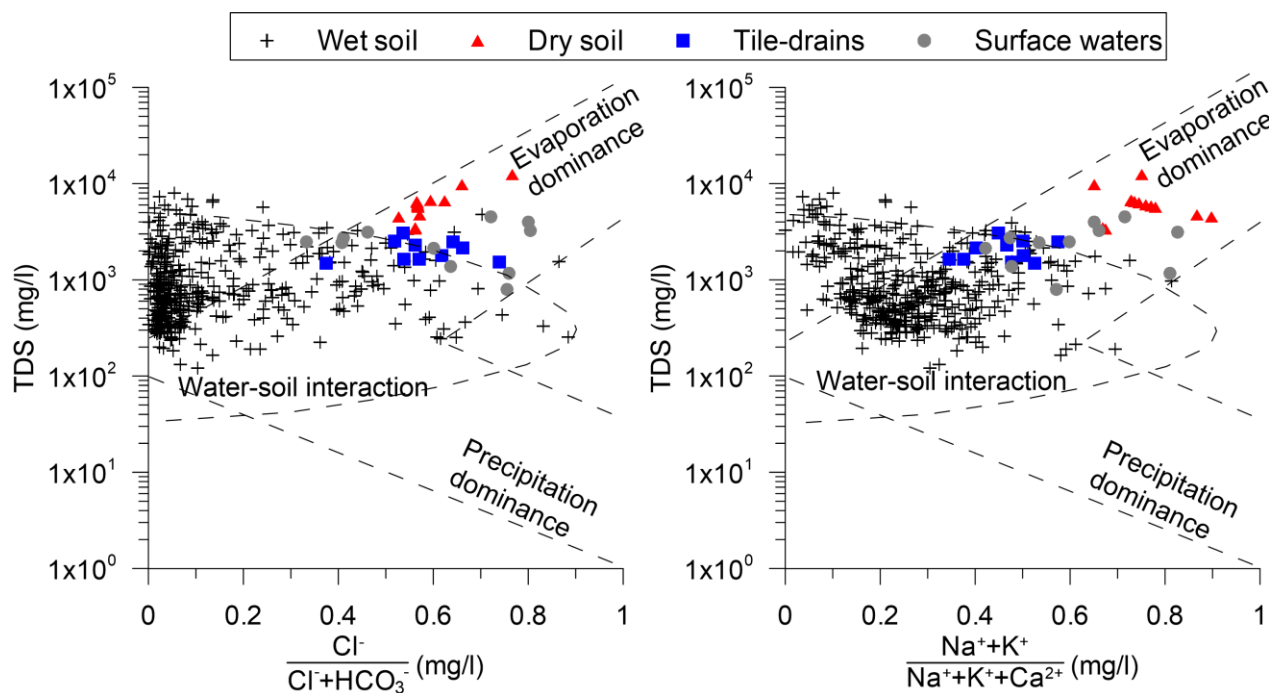 Wet soil Dry soil Tile-drains Surface waters
1x10⁵
1x10⁴
1x10³
1x10²
1x10¹
1x10⁰
TDS (mg/l)
Evaporation
dominance
Water-soil interaction
Precipitation
dominance
0 0.2 0.4 0.6 0.8 1
Cl⁻
Cl⁻+HCO₃⁻ (mg/l)
1x10⁵
1x10⁴
1x10³
1x10²
1x10¹
1x10⁰
TDS (mg/l)
Evaporation
dominance
Water-soil interaction
Precipitation
dominance
0 0.2 0.4 0.6 0.8 1
Na⁺+K⁺
Na⁺+K⁺+Ca²⁺ (mg/l)